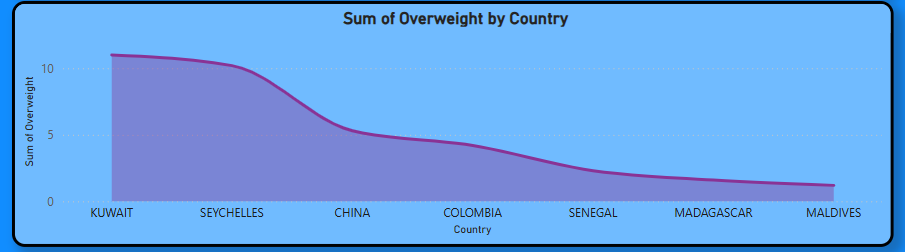 Sum of Overweight by Country
Sum of Overweight
10
5
0
KUWAIT SEYCHELLES CHINA COLOMBIA SENEGAL MADAGASCAR MALDIVES
Country